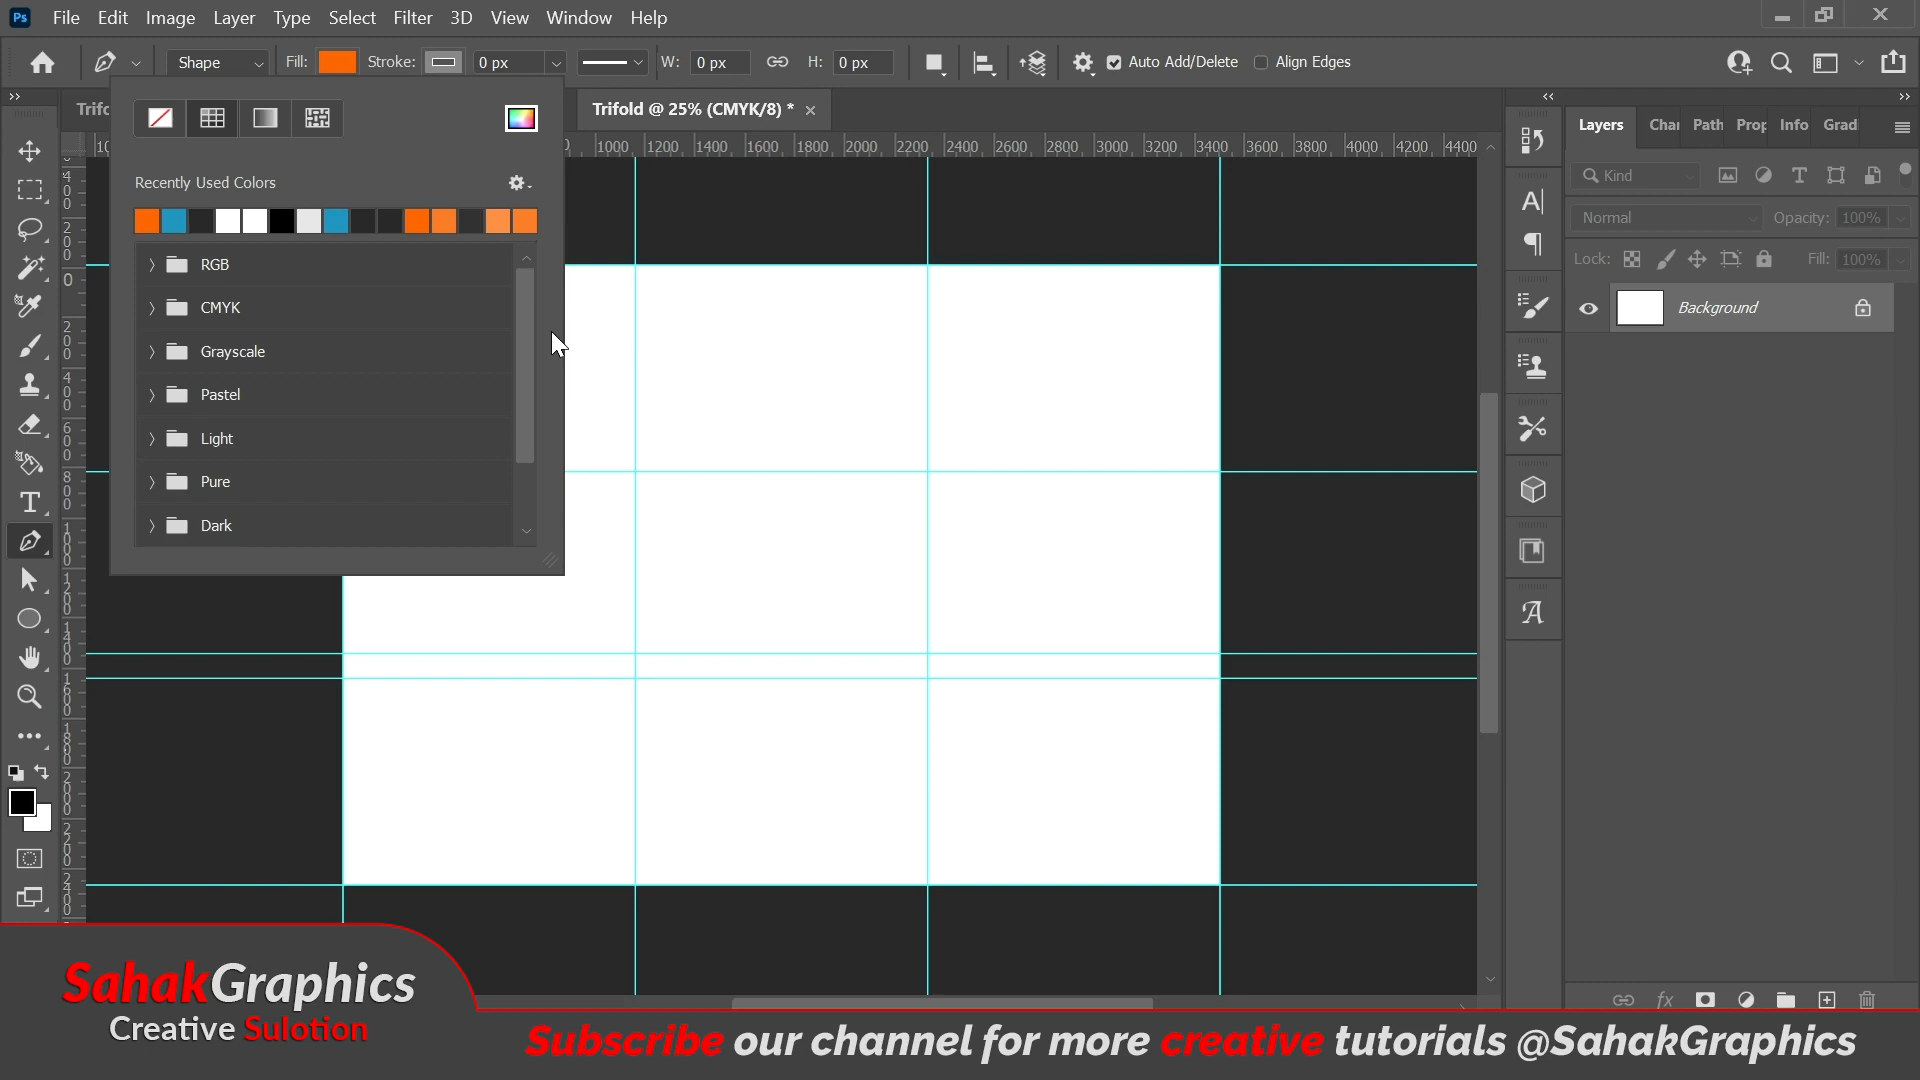 Ps File Edit Image Layer Type Select Filter 3D View Window Help
Shape Fill: Stroke: 0 px W: 0 px H: 0 px Auto Add/Delete Align Edges
Trifold @ 25% (CMYK/8) *
1000 1200 1400 1600 1800 2000 2200 2400 2600 2800 3000 3200 3400 3600 3800 4000 4200 4400
Recently Used Colors
RGB
CMYK
Grayscale
Pastel
Light
Pure
Dark
Layers Chai Path Prop Info Grad
Kind
Normal Opacity: 100%
Lock: Fill: 100%
Background
SahakGraphics
Creative Sulotion
Subscribe our channel for more creative tutorials @SahakGraphics